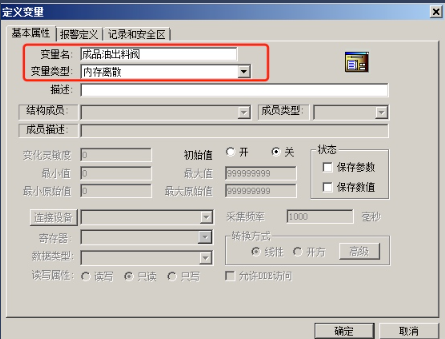 定义变量
基本属性 报警定义 记录和安全区
变量名: 成品油出料阀
变量类型: 内存离散
描述:
结构成员: 成员类型:
成员描述:
变化灵敏度 0 初始值 开 关 状态
最小值 0 最大值 999999999 保存参数
最小原始值 0 最大原始值 999999999 保存数值
连接设备 采集频率 1000 毫秒
寄存器 转换方式
数据类型: 线性 开方 高级
读写属性: 读写 只读 只写 允许DDE访问
确定 取消